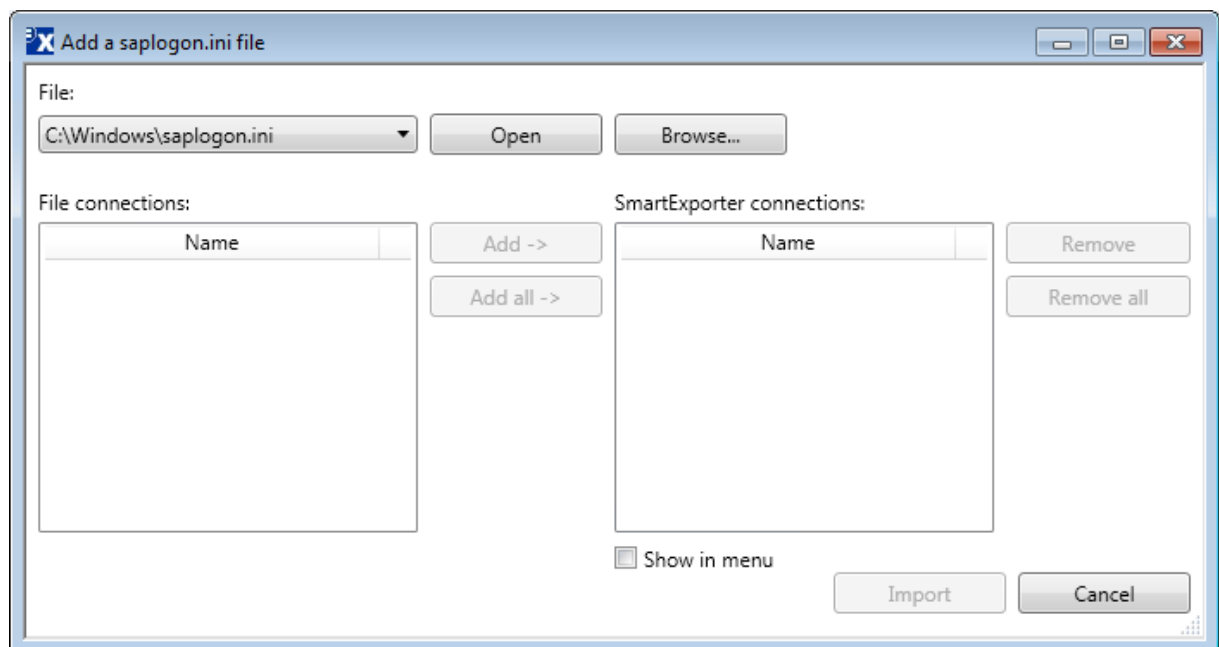 Add a saplogon.ini file
File:
C:\Windows\saplogon.ini Open Browse...
File connections: SmartExporter connections:
Name Add -> Name Remove
Add all -> Remove all
Show in menu
Import Cancel